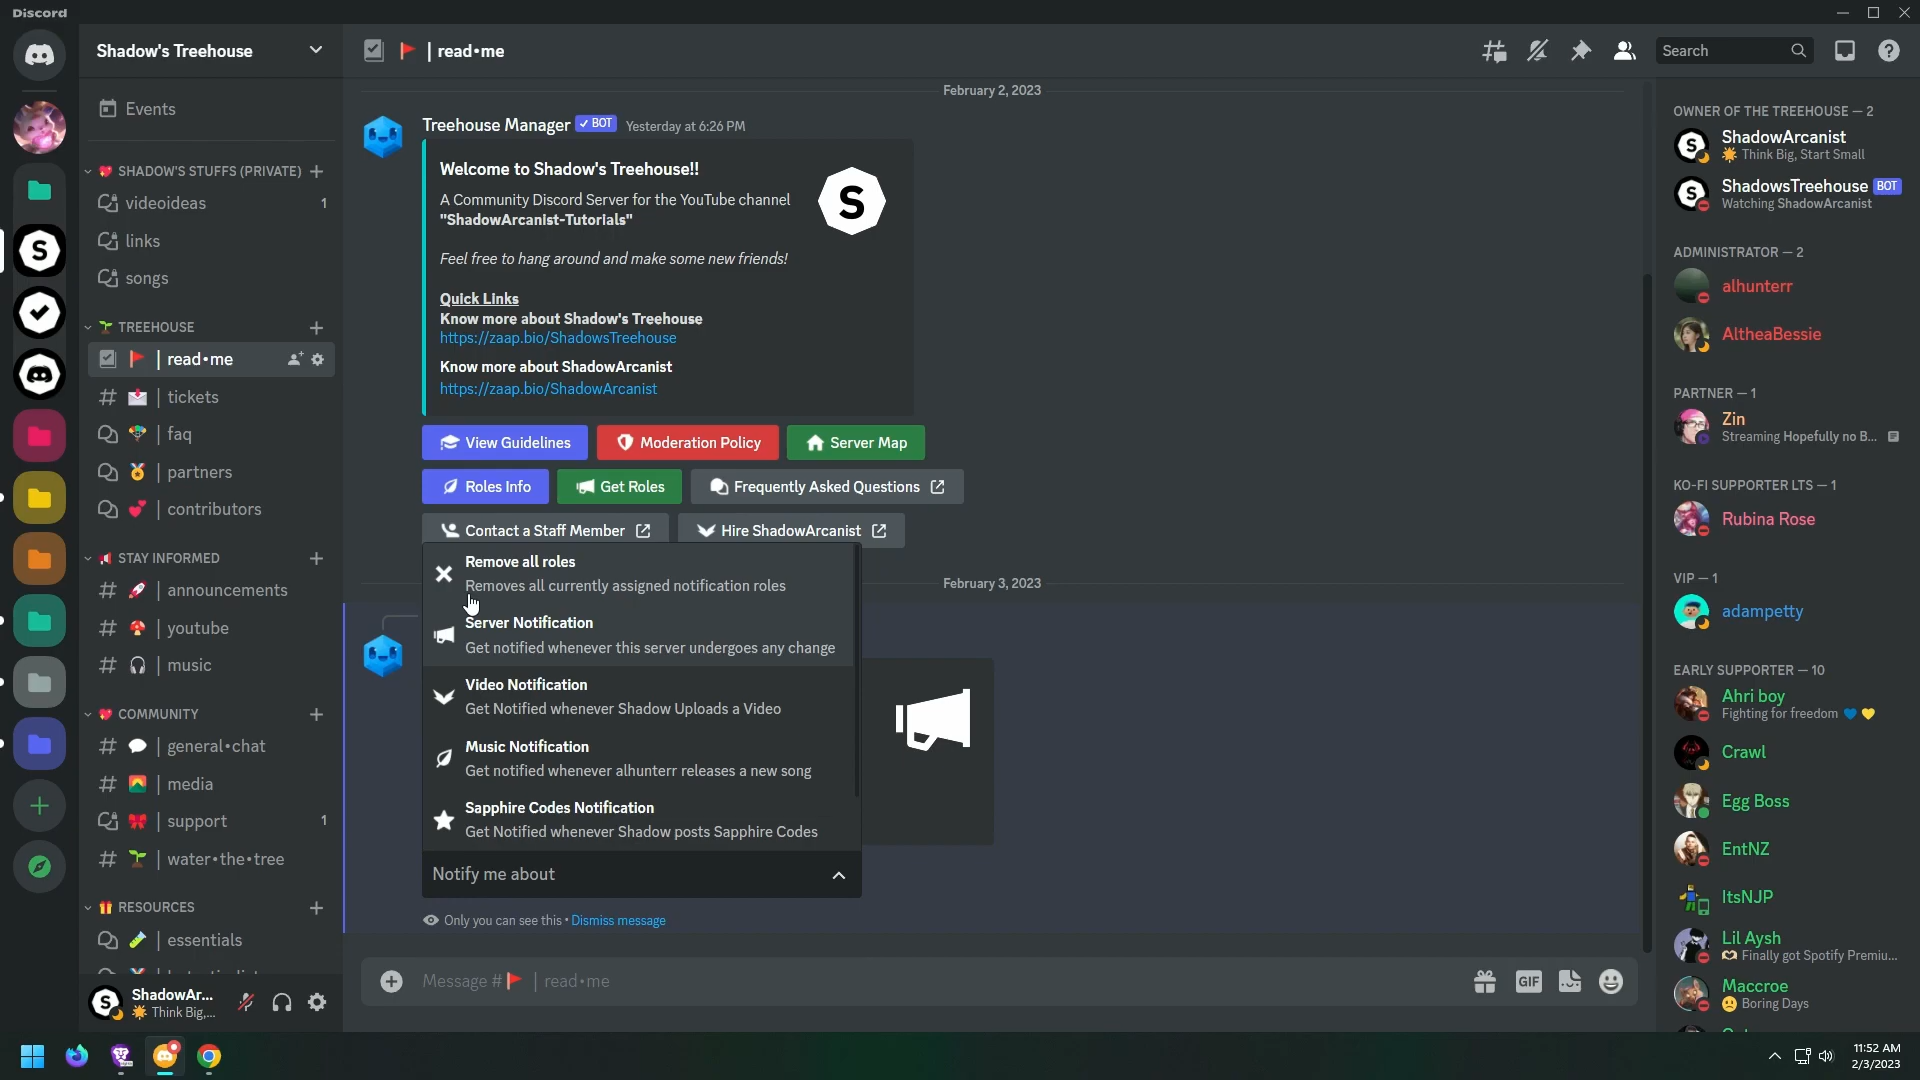 Discord
Shadow's Treehouse
Events
SHADOW'S STUFFS (PRIVATE)
videoideas 1
links
songs
TREEHOUSE
| read•me
| tickets
| faq
| partners
| contributors
STAY INFORMED
| announcements
| youtube
| music
COMMUNITY
| general•chat
| media
| support 1
| water•the•tree
RESOURCES
| essentials
ShadowAr...
Think Big,...
| read•me
Search
February 2, 2023
Treehouse Manager BOT Yesterday at 6:26 PM
Welcome to Shadow's Treehouse!!
A Community Discord Server for the YouTube channel
"ShadowArcanist-Tutorials"
Feel free to hang around and make some new friends!
Quick Links
Know more about Shadow's Treehouse
https://zaap.bio/ShadowsTreehouse
Know more about ShadowArcanist
https://zaap.bio/ShadowArcanist
S
View Guidelines Moderation Policy Server Map
Roles Info Get Roles Frequently Asked Questions
Contact a Staff Member Hire ShadowArcanist
February 3, 2023
Remove all roles
Removes all currently assigned notification roles
Server Notification
Get notified whenever this server undergoes any change
Video Notification
Get Notified whenever Shadow Uploads a Video
Music Notification
Get notified whenever alhunterr releases a new song
Sapphire Codes Notification
Get Notified whenever Shadow posts Sapphire Codes
Notify me about
Only you can see this • Dismiss message
Message # | read•me
GIF
OWNER OF THE TREEHOUSE — 2
ShadowArcanist
Think Big, Start Small
ShadowsTreehouse BOT
Watching ShadowArcanist
ADMINISTRATOR — 2
alhunterr
AltheaBessie
PARTNER — 1
Zin
Streaming Hopefully no B...
KO-FI SUPPORTER LTS — 1
Rubina Rose
VIP — 1
adampetty
EARLY SUPPORTER — 10
Ahri boy
Fighting for freedom
Crawl
Egg Boss
EntNZ
ItsNJP
Lil Aysh
Finally got Spotify Premiu...
Maccroe
Boring Days
11:52 AM
2/3/2023